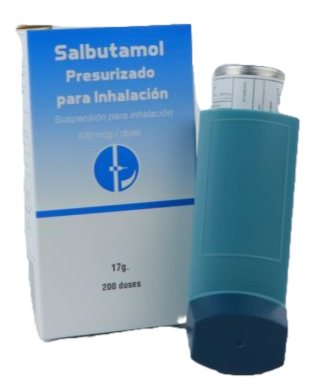 Salbutamol
Presurizado
para Inhalación
Suspensión para inhalación
100 mcg / dosis
17g.
200 doses